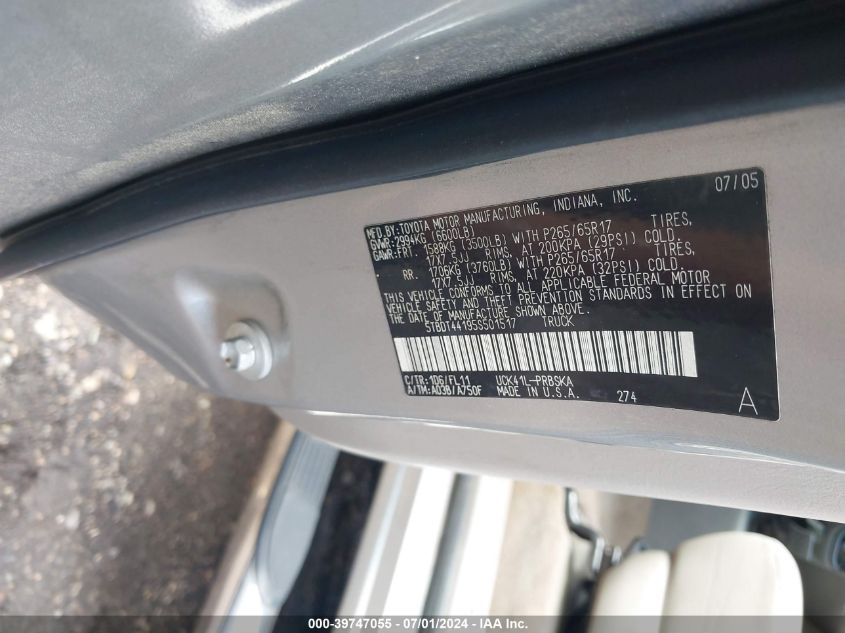 07/05
MFD.BY:TOYOTA MOTOR MANUFACTURING, INDIANA, INC.
GVWR:2994KG (6600LB)
GAWR:FRT. 1588KG (3500LB) WITH P265/65R17 TIRES,
17X7.5JJ RIMS, AT 200KPA (29PSI) COLD.
RR. 1706KG (3760LB) WITH P265/65R17 TIRES,
17X7.5JJ RIMS, AT 220KPA (32PSI) COLD.
THIS VEHICLE CONFORMS TO ALL APPLICABLE FEDERAL MOTOR
VEHICLE SAFETY AND THEFT PREVENTION STANDARDS IN EFFECT ON
THE DATE OF MANUFACTURE SHOWN ABOVE.
5TBDT44195S501517 TRUCK
C/TR:1D6/FL11 UCK41L-PRBSKA
A/TM:A03B/A750F MADE IN U.S.A. 274
A
000-39747055 - 07/01/2024 - IAA Inc.